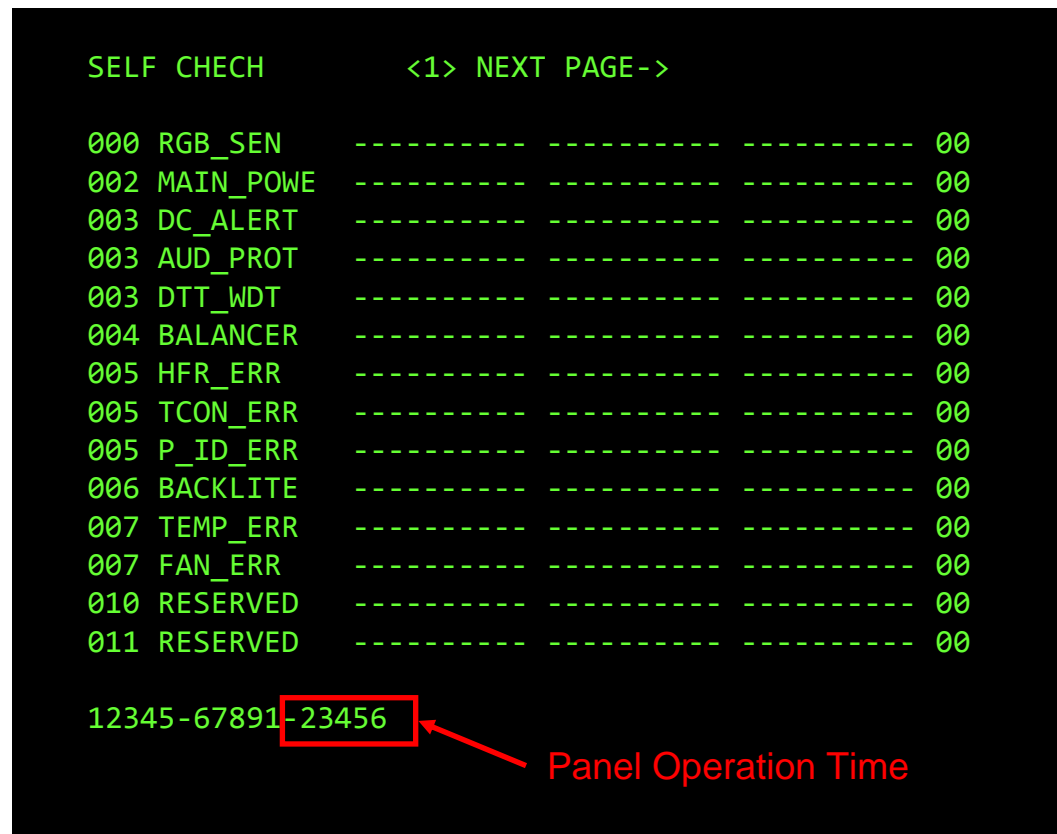 SELF CHECH <1> NEXT PAGE->
000 RGB_SEN ---------- ---------- ---------- 00
002 MAIN_POWE ---------- ---------- ---------- 00
003 DC_ALERT ---------- ---------- ---------- 00
003 AUD_PROT ---------- ---------- ---------- 00
003 DTT_WDT ---------- ---------- ---------- 00
004 BALANCER ---------- ---------- ---------- 00
005 HFR_ERR ---------- ---------- ---------- 00
005 TCON_ERR ---------- ---------- ---------- 00
005 P_ID_ERR ---------- ---------- ---------- 00
006 BACKLITE ---------- ---------- ---------- 00
007 TEMP_ERR ---------- ---------- ---------- 00
007 FAN_ERR ---------- ---------- ---------- 00
010 RESERVED ---------- ---------- ---------- 00
011 RESERVED ---------- ---------- ---------- 00
12345-67891-23456
Panel Operation Time